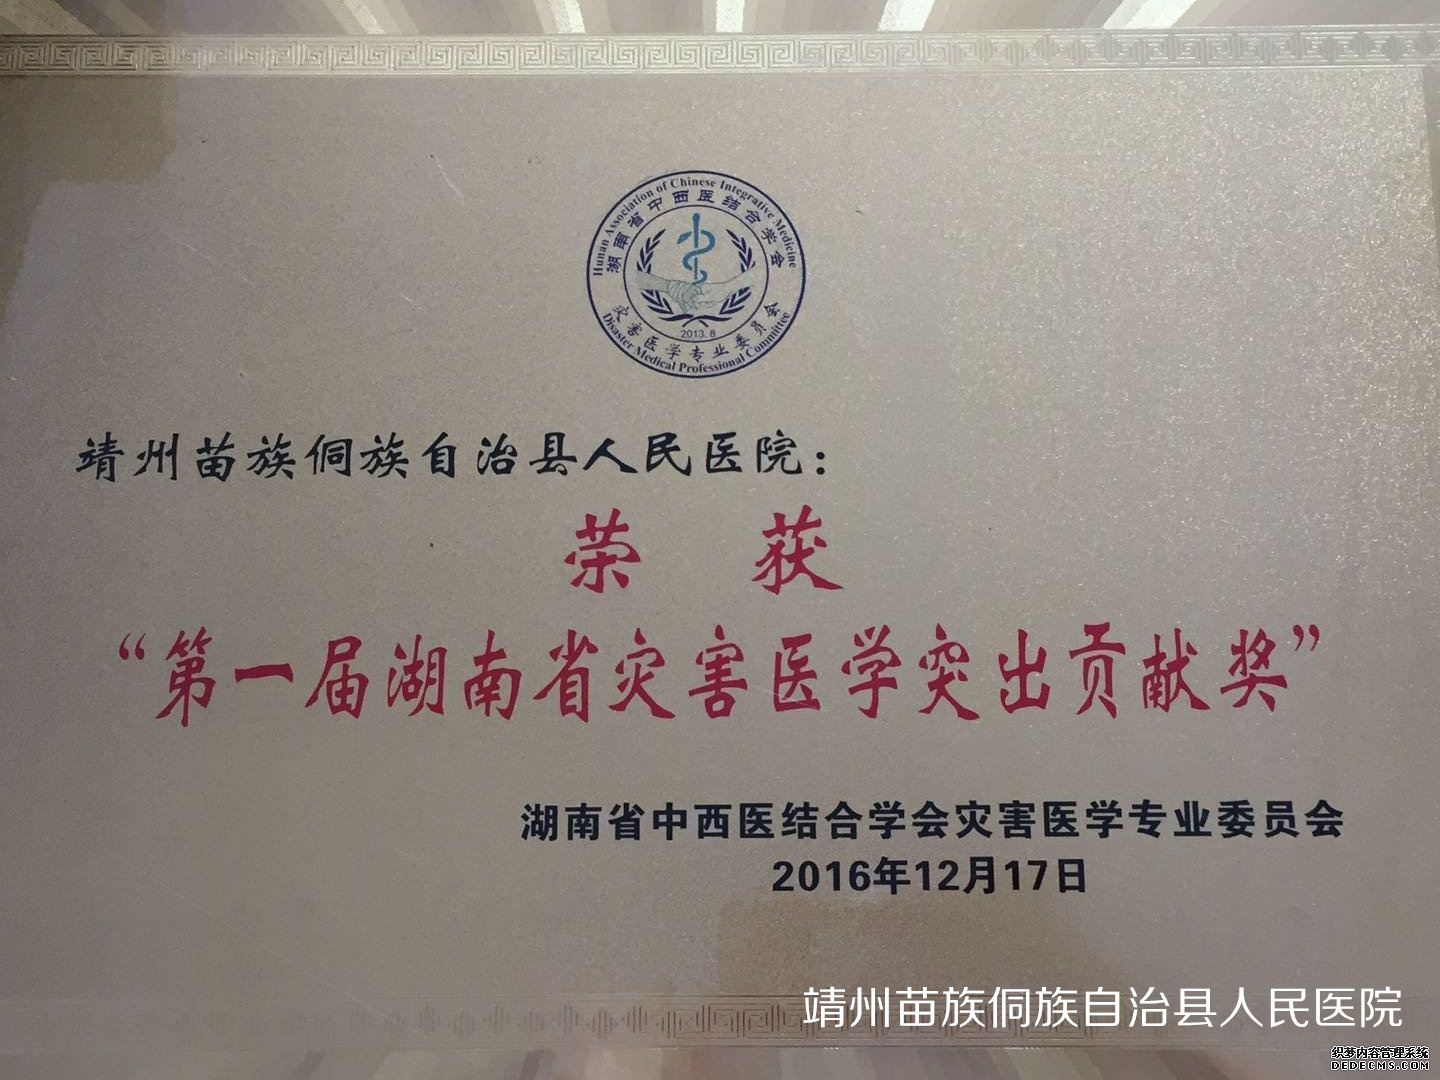 Hunan Association of Chinese Integrative Medicine
湖南省中西医结合学会
2013.8
灾害医学专业委员会
Disaster Medical Professional Committee
靖州苗族侗族自治县人民医院：
荣 获
“第一届湖南省灾害医学突出贡献奖”
湖南省中西医结合学会灾害医学专业委员会
2016年12月17日
靖州苗族侗族自治县人民医院
织梦内容管理系统
DEDECMS.COM